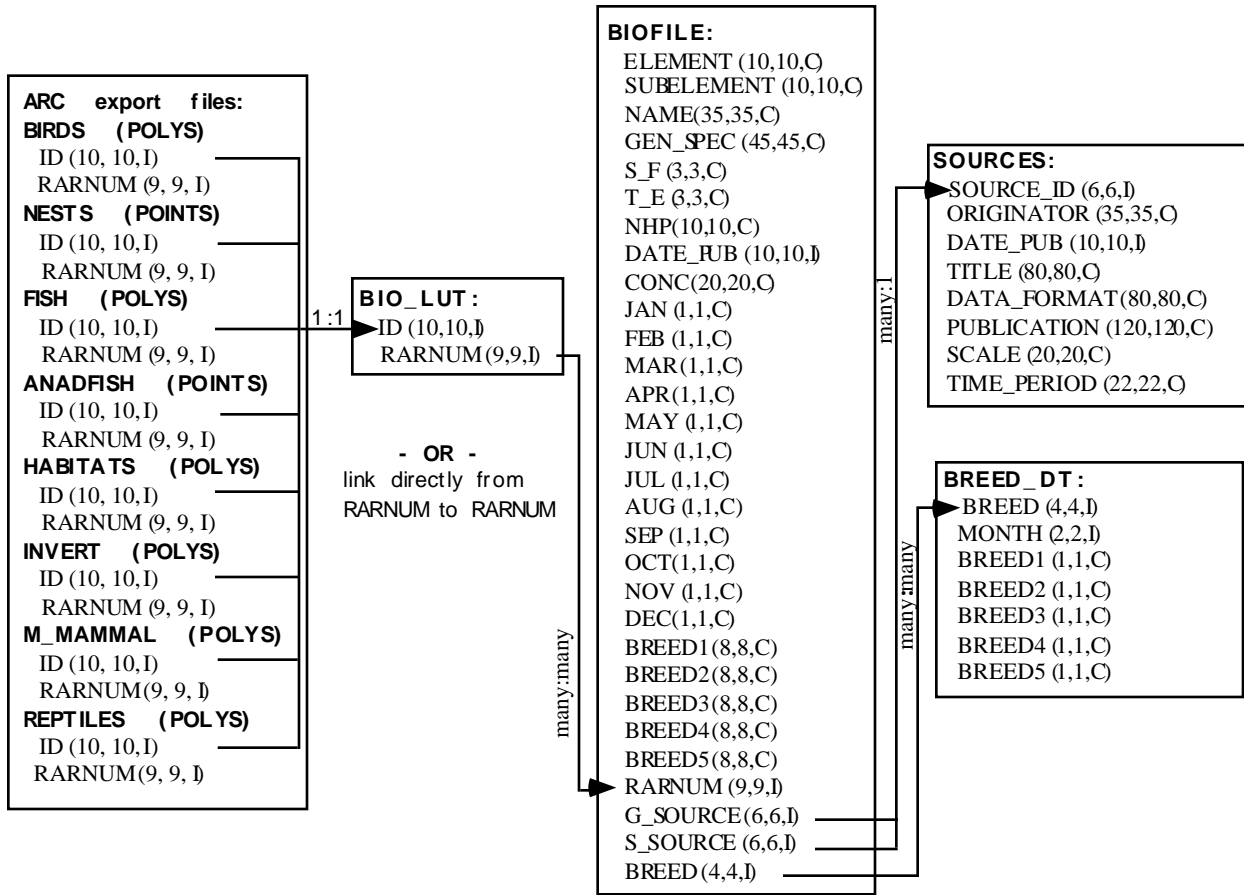 ARC export files:
BIRDS (POLYS)
ID (10, 10,I)
RARNUM (9, 9, I)
NESTS (POINTS)
ID (10, 10,I)
RARNUM (9, 9, I)
FISH (POLYS)
ID (10, 10,I)
RARNUM (9, 9, I)
ANADFISH (POINTS)
ID (10, 10,I)
RARNUM (9, 9, I)
HABITATS (POLYS)
ID (10, 10,I)
RARNUM (9, 9, I)
INVERT (POLYS)
ID (10, 10,I)
RARNUM (9, 9, I)
M_MAMMAL (POLYS)
ID (10, 10,I)
RARNUM(9, 9, I)
REPTILES (POLYS)
ID (10, 10,I)
RARNUM(9, 9, I)
1:1
BIO_LUT:
ID (10,10,I)
RARNUM(9,9,I)
- OR -
link directly from
RARNUM to RARNUM
many:many
BIOFILE:
ELEMENT (10,10,C)
SUBELEMENT (10,10,C)
NAME(35,35,C)
GEN_SPEC (45,45,C)
S_F (3,3,C)
T_E (3,3,C)
NHP(10,10,C)
DATE_PUB (10,10,I)
CONC(20,20,C)
JAN (1,1,C)
FEB (1,1,C)
MAR(1,1,C)
APR(1,1,C)
MAY (1,1,C)
JUN (1,1,C)
JUL (1,1,C)
AUG (1,1,C)
SEP (1,1,C)
OCT(1,1,C)
NOV (1,1,C)
DEC(1,1,C)
BREED1(8,8,C)
BREED2(8,8,C)
BREED3(8,8,C)
BREED4(8,8,C)
BREED5(8,8,C)
RARNUM (9,9,I)
G_SOURCE(6,6,I)
S_SOURCE (6,6,I)
BREED(4,4,I)
many:1
many:many
SOURCES:
SOURCE_ID (6,6,I)
ORIGINATOR (35,35,C)
DATE_PUB (10,10,I)
TITLE (80,80,C)
DATA_FORMAT(80,80,C)
PUBLICATION (120,120,C)
SCALE (20,20,C)
TIME_PERIOD (22,22,C)
BREED_DT:
BREED (4,4,I)
MONTH(2,2,I)
BREED1 (1,1,C)
BREED2 (1,1,C)
BREED3 (1,1,C)
BREED4 (1,1,C)
BREED5 (1,1,C)